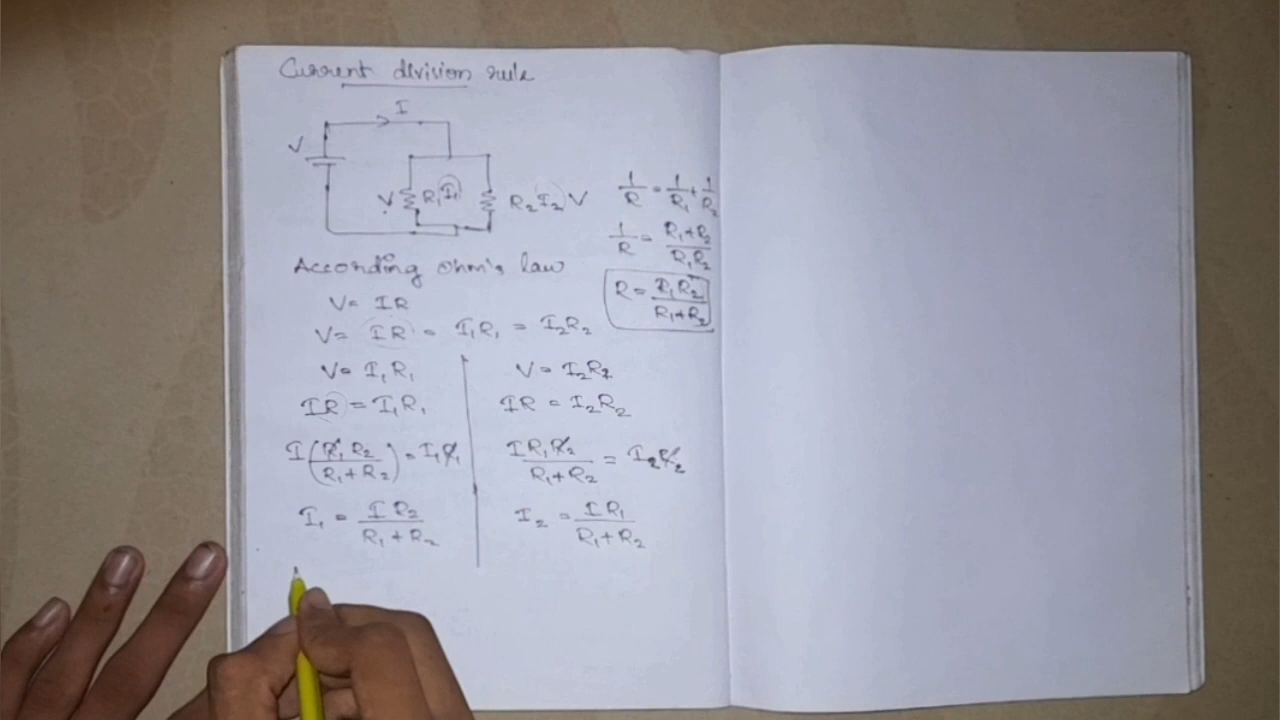 Current division rule
I
V
V R₁ I₁ R₂ I₂ V
1/R = 1/R₁ + 1/R₂
1/R = R₁+R₂/R₁R₂
R = R₁R₂/R₁+R₂
According ohm's law
V = IR
V = IR = I₁R₁ = I₂R₂
V = I₁R₁
IR = I₁R₁
I(R₁R₂/R₁+R₂) = I₁R₁
I₁ = I R₂/R₁+R₂
V = I₂R₂
IR = I₂R₂
IR₁R₂/R₁+R₂ = I₂R₂
I₂ = I R₁/R₁+R₂